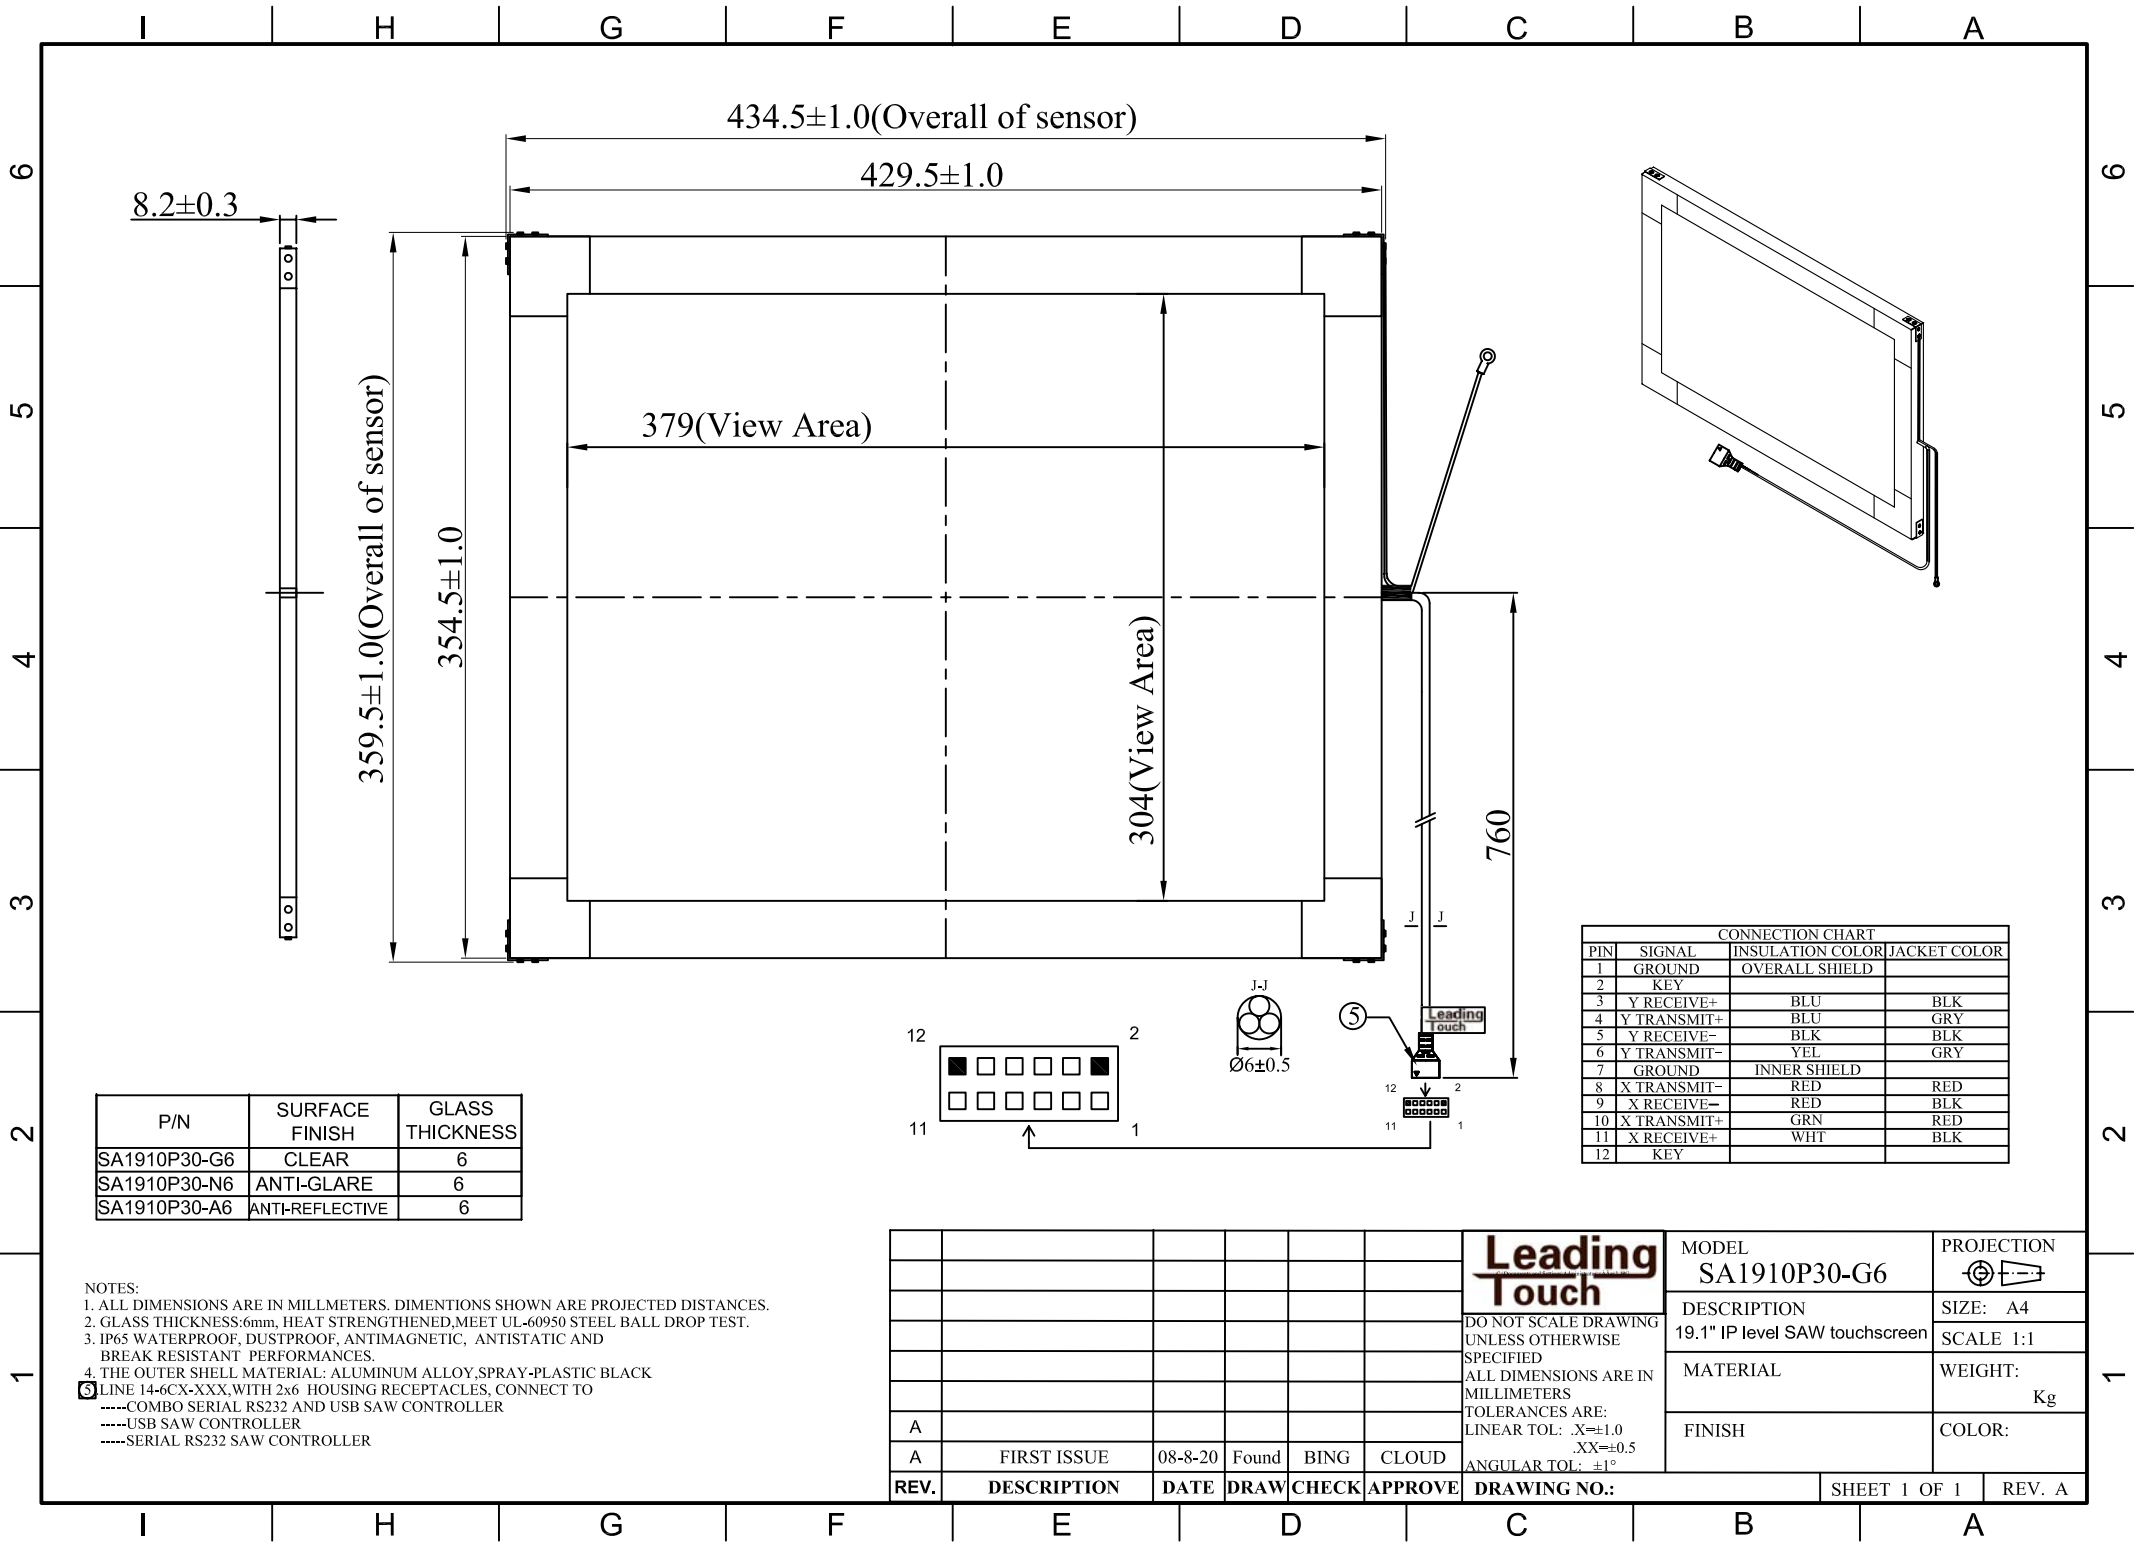 I H G F E D C B A
6
5
4
3
2
1
6
5
4
3
2
1
434.5±1.0(Overall of sensor)
429.5±1.0
8.2±0.3
359.5±1.0(Overall of sensor)
354.5±1.0
379(View Area)
304(View Area)
760
J J
J-J
Ø6±0.5
5
Leading
Touch
12 2
11 1
12 2
11 1
CONNECTION CHART
PIN SIGNAL INSULATION COLOR JACKET COLOR
1 GROUND OVERALL SHIELD
2 KEY
3 Y RECEIVE+ BLU BLK
4 Y TRANSMIT+ BLU GRY
5 Y RECEIVE- BLK BLK
6 Y TRANSMIT- YEL GRY
7 GROUND INNER SHIELD
8 X TRANSMIT- RED RED
9 X RECEIVE- RED BLK
10 X TRANSMIT+ GRN RED
11 X RECEIVE+ WHT BLK
12 KEY
P/N SURFACE FINISH GLASS THICKNESS
SA1910P30-G6 CLEAR 6
SA1910P30-N6 ANTI-GLARE 6
SA1910P30-A6 ANTI-REFLECTIVE 6
NOTES:
1. ALL DIMENSIONS ARE IN MILLMETERS. DIMENTIONS SHOWN ARE PROJECTED DISTANCES.
2. GLASS THICKNESS:6mm, HEAT STRENGTHENED,MEET UL-60950 STEEL BALL DROP TEST.
3. IP65 WATERPROOF, DUSTPROOF, ANTIMAGNETIC, ANTISTATIC AND
BREAK RESISTANT PERFORMANCES.
4. THE OUTER SHELL MATERIAL: ALUMINUM ALLOY,SPRAY-PLASTIC BLACK
5 LINE 14-6CX-XXX,WITH 2x6 HOUSING RECEPTACLES, CONNECT TO
-----COMBO SERIAL RS232 AND USB SAW CONTROLLER
-----USB SAW CONTROLLER
-----SERIAL RS232 SAW CONTROLLER
A
A FIRST ISSUE 08-8-20 Found BING CLOUD
REV. DESCRIPTION DATE DRAW CHECK APPROVE
Leading
Touch
DO NOT SCALE DRAWING
UNLESS OTHERWISE
SPECIFIED
ALL DIMENSIONS ARE IN
MILLIMETERS
TOLERANCES ARE:
LINEAR TOL: .X=±1.0
.XX=±0.5
ANGULAR TOL: ±1°
DRAWING NO.:
MODEL
SA1910P30-G6
DESCRIPTION
19.1" IP level SAW touchscreen
MATERIAL
FINISH
PROJECTION
SIZE: A4
SCALE 1:1
WEIGHT:
Kg
COLOR:
SHEET 1 OF 1 REV. A
I H G F E D C B A